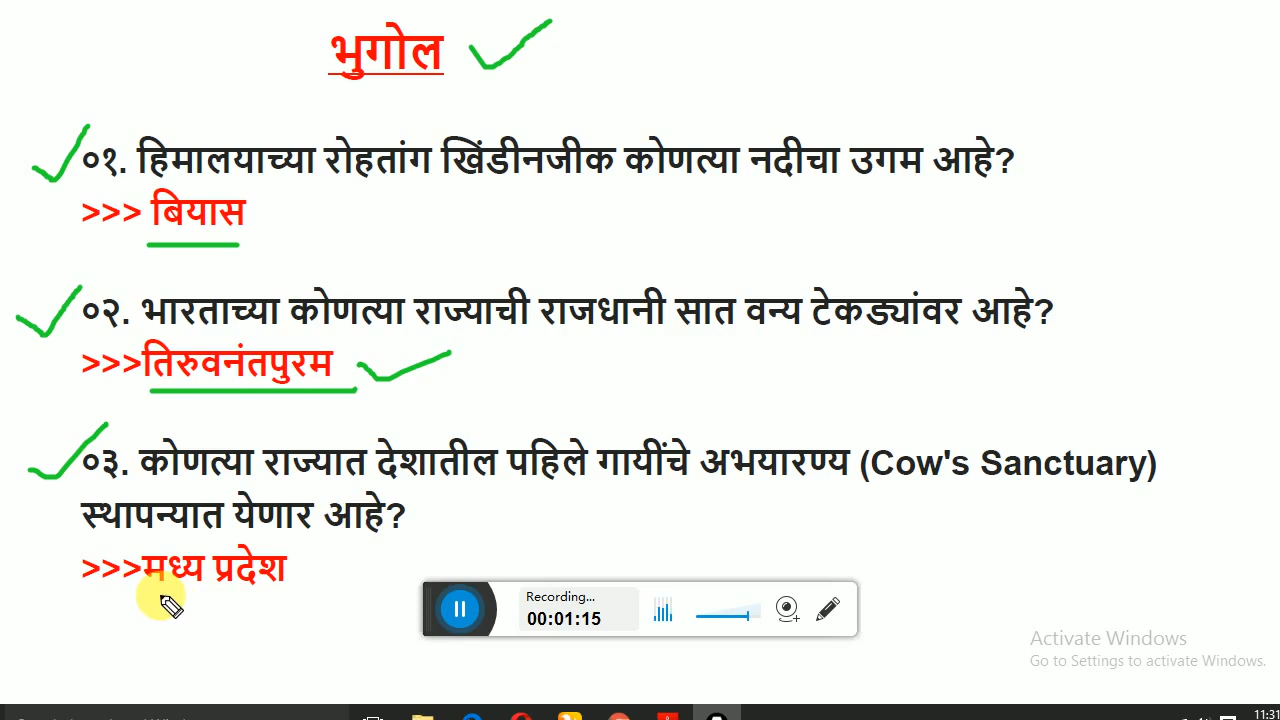 भुगोल
०१. हिमालयाच्या रोहतांग खिंडीनजीक कोणत्या नदीचा उगम आहे?
>>> बियास
०२. भारताच्या कोणत्या राज्याची राजधानी सात वन्य टेकड्यांवर आहे?
>>>तिरुवनंतपुरम
०३. कोणत्या राज्यात देशातील पहिले गायींचे अभयारण्य (Cow's Sanctuary)
स्थापन्यात येणार आहे?
>>>मध्य प्रदेश
Recording...
00:01:15
Activate Windows
Go to Settings to activate Windows.
11:31